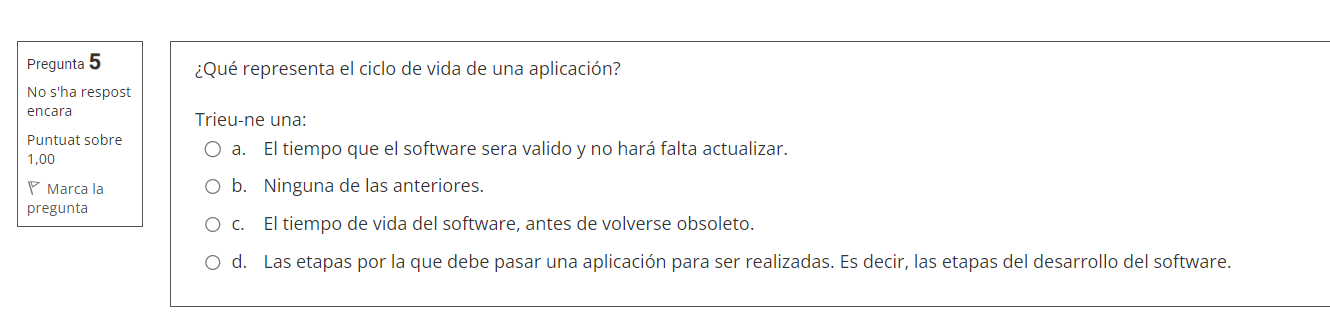 Pregunta 5
No s'ha respost
encara
Puntuat sobre
1,00
Marca la
pregunta
¿Qué representa el ciclo de vida de una aplicación?
Trieu-ne una:
a. El tiempo que el software sera valido y no hará falta actualizar.
b. Ninguna de las anteriores.
c. El tiempo de vida del software, antes de volverse obsoleto.
d. Las etapas por la que debe pasar una aplicación para ser realizadas. Es decir, las etapas del desarrollo del software.